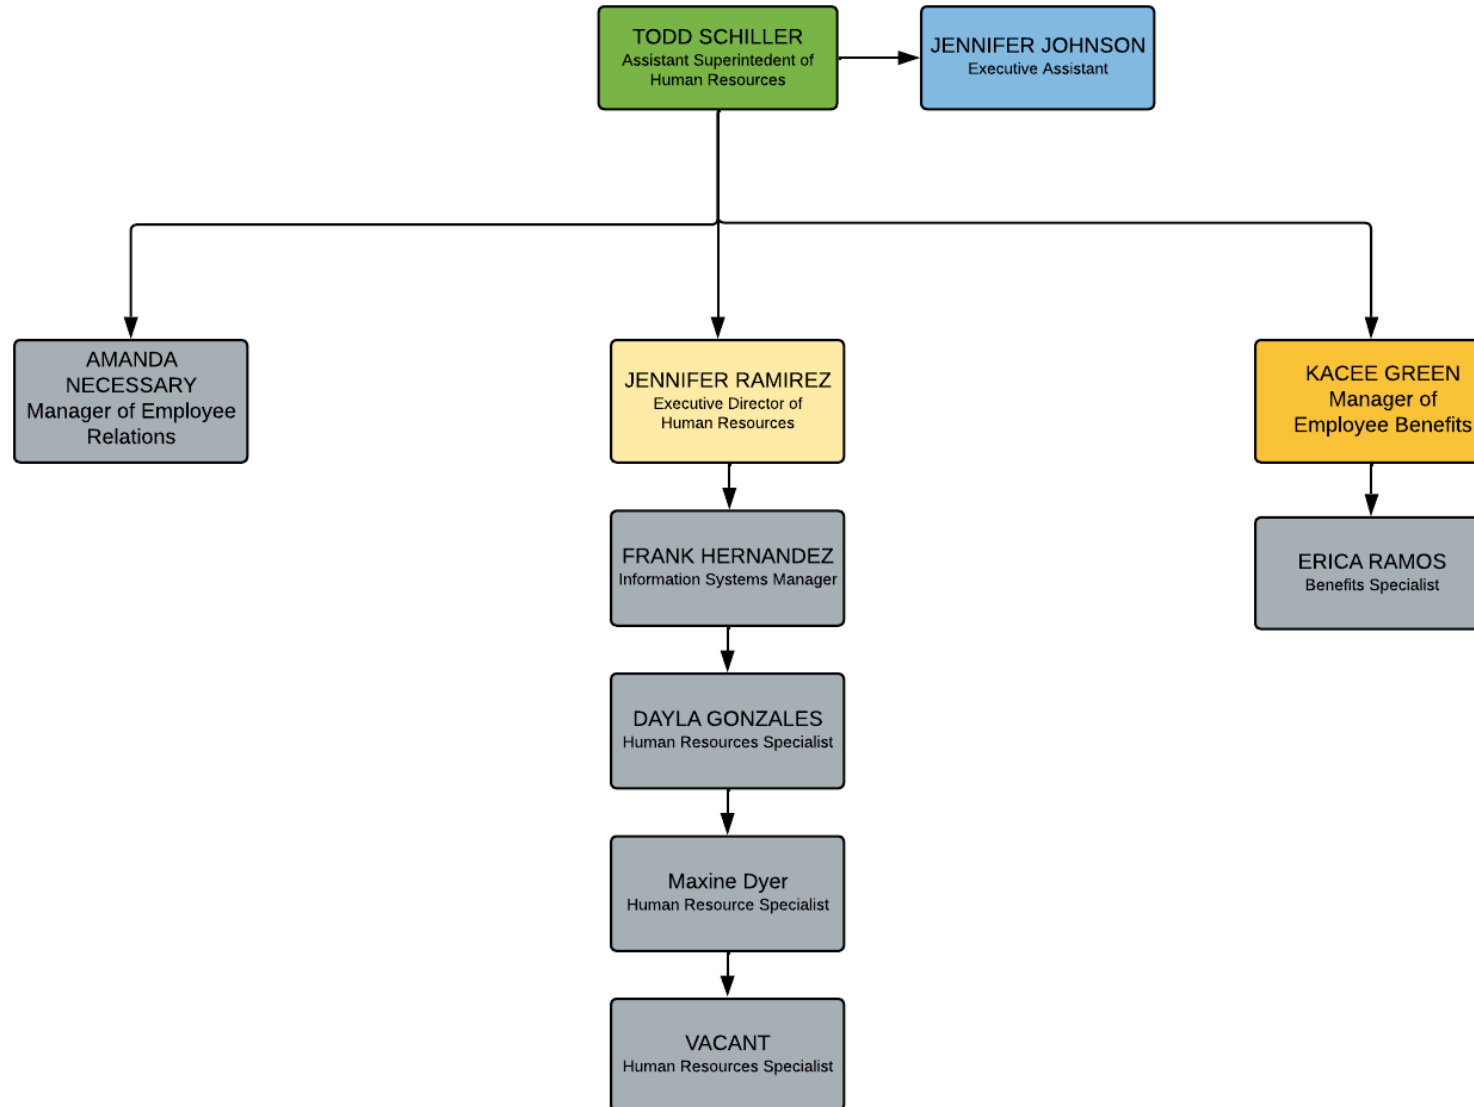 TODD SCHILLER
Assistant Superintedent of
Human Resources
JENNIFER JOHNSON
Executive Assistant
AMANDA
NECESSARY
Manager of Employee
Relations
JENNIFER RAMIREZ
Executive Director of
Human Resources
KACEE GREEN
Manager of
Employee Benefits
FRANK HERNANDEZ
Information Systems Manager
ERICA RAMOS
Benefits Specialist
DAYLA GONZALES
Human Resources Specialist
Maxine Dyer
Human Resource Specialist
VACANT
Human Resources Specialist